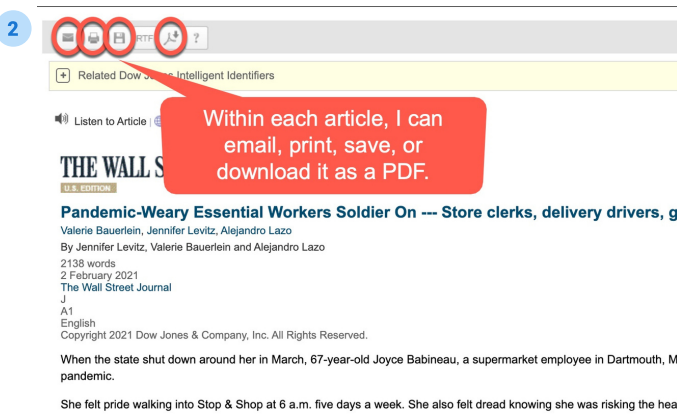 2
RTF ?
+ Related Dow Intelligent Identifiers
Listen to Article |
Within each article, I can
email, print, save, or
download it as a PDF.
THE WALL S
U.S. EDITION
Pandemic-Weary Essential Workers Soldier On --- Store clerks, delivery drivers, g
Valerie Bauerlein, Jennifer Levitz, Alejandro Lazo
By Jennifer Levitz, Valerie Bauerlein and Alejandro Lazo
2138 words
2 February 2021
The Wall Street Journal
J
A1
English
Copyright 2021 Dow Jones & Company, Inc. All Rights Reserved.
When the state shut down around her in March, 67-year-old Joyce Babineau, a supermarket employee in Dartmouth, M
pandemic.
She felt pride walking into Stop & Shop at 6 a.m. five days a week. She also felt dread knowing she was risking the hea